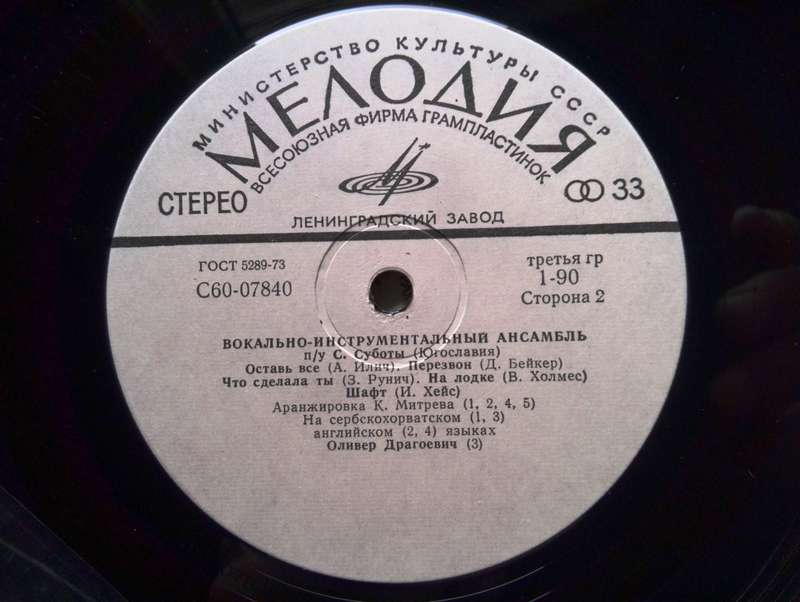 МИНИСТЕРСТВО КУЛЬТУРЫ СССР
МЕЛОДИЯ
ВСЕСОЮЗНАЯ ФИРМА ГРАМПЛАСТИНОК
СТЕРЕО
33
ЛЕНИНГРАДСКИЙ ЗАВОД
ГОСТ 5289-73
третья гр
С60-07840
1-90
Сторона 2
ВОКАЛЬНО-ИНСТРУМЕНТАЛЬНЫЙ АНСАМБЛЬ
п/у С. Суботы (Югославия)
Оставь все (А. Илич). Перезвон (Д. Бейкер)
Что сделала ты (З. Рунич). На лодке (В. Холмес)
Шафт (И. Хейс)
Аранжировка К. Митрева (1, 2, 4, 5)
На сербскохорватском (1, 3)
английском (2, 4) языках
Оливер Драгоевич (3)